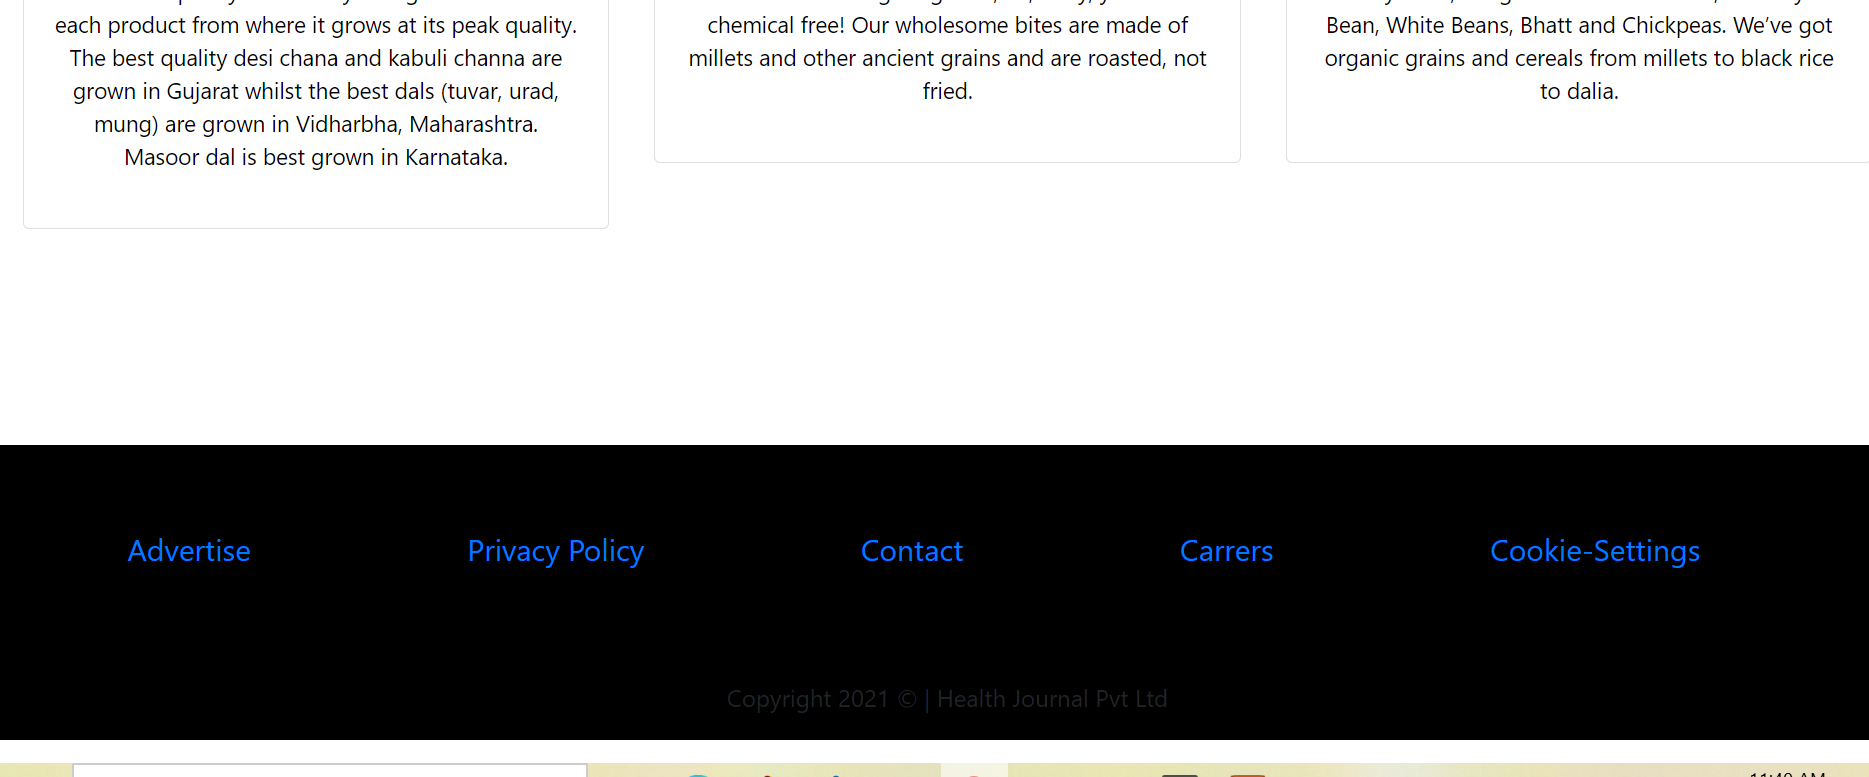 each product from where it grows at its peak quality.
The best quality desi chana and kabuli channa are
grown in Gujarat whilst the best dals (tuvar, urad,
mung) are grown in Vidharbha, Maharashtra.
Masoor dal is best grown in Karnataka.
chemical free! Our wholesome bites are made of
millets and other ancient grains and are roasted, not
fried.
Bean, White Beans, Bhatt and Chickpeas. We’ve got
organic grains and cereals from millets to black rice
to dalia.
Advertise
Privacy Policy
Contact
Carrers
Cookie-Settings
Copyright 2021 © | Health Journal Pvt Ltd